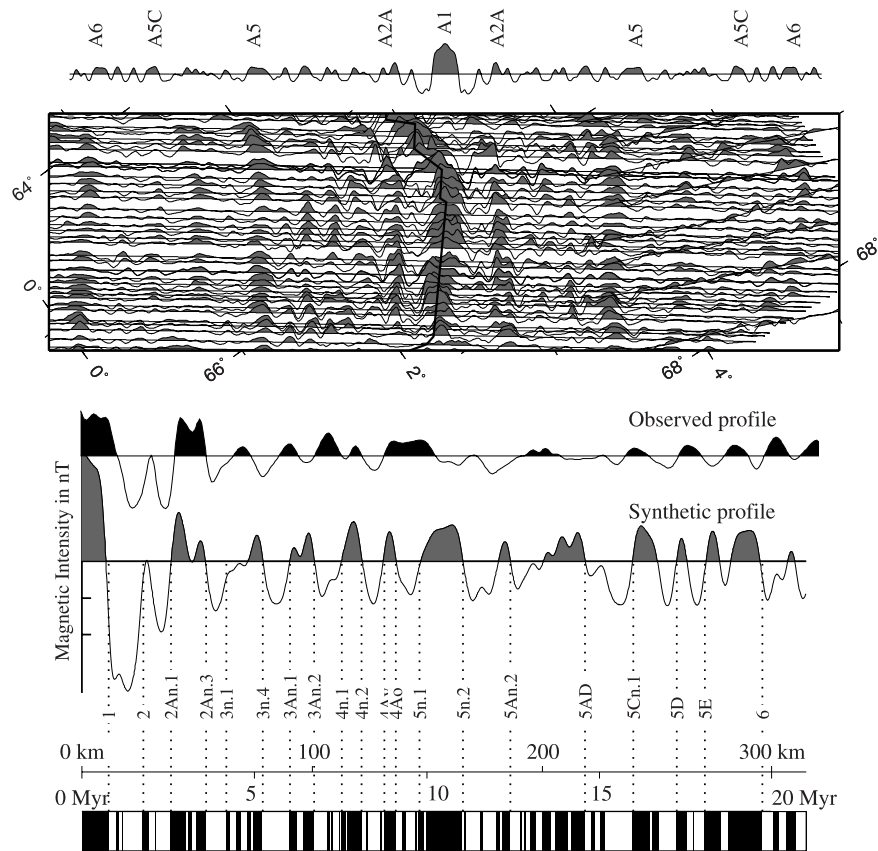 A6 A5C A5 A2A A1 A2A A5 A5C A6
64°
68°
0°
0° 66° 2° 68° 4°
Observed profile
Synthetic profile
Magnetic Intensity in nT
1 2 2An.1 2An.3 3n.1 3n.4 3An.1 3An.2 4n.1 4n.2 4Av 4Ao 5n.1 5n.2 5An.2 5AD 5Cn.1 5D 5E 6
0 km 100 200 300 km
0 Myr 5 10 15 20 Myr